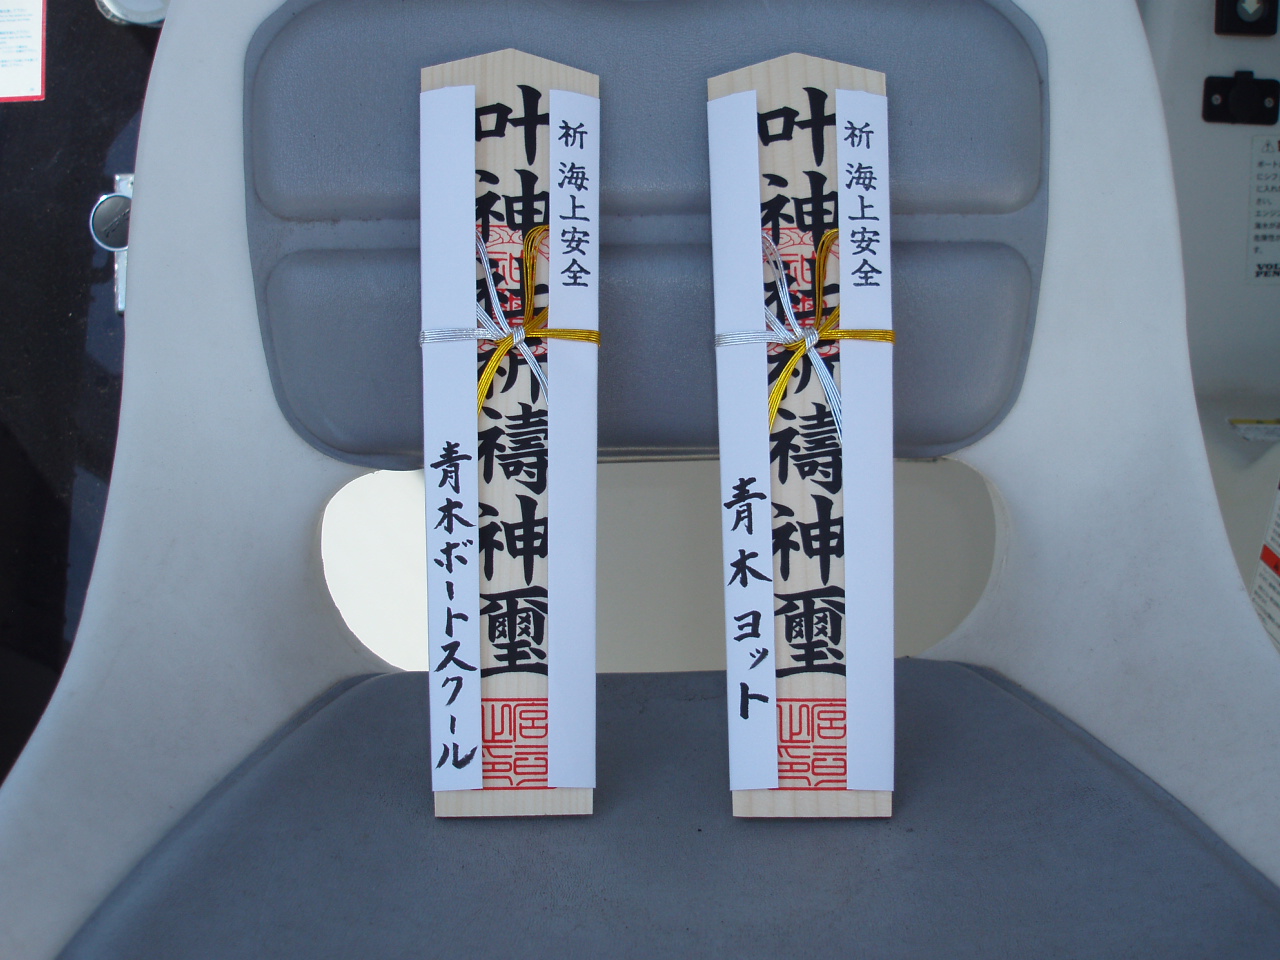 祈 海上安全
叶神社祈禱神璽
青木ボートスクール
祈 海上安全
叶神社祈禱神璽
青木ヨット